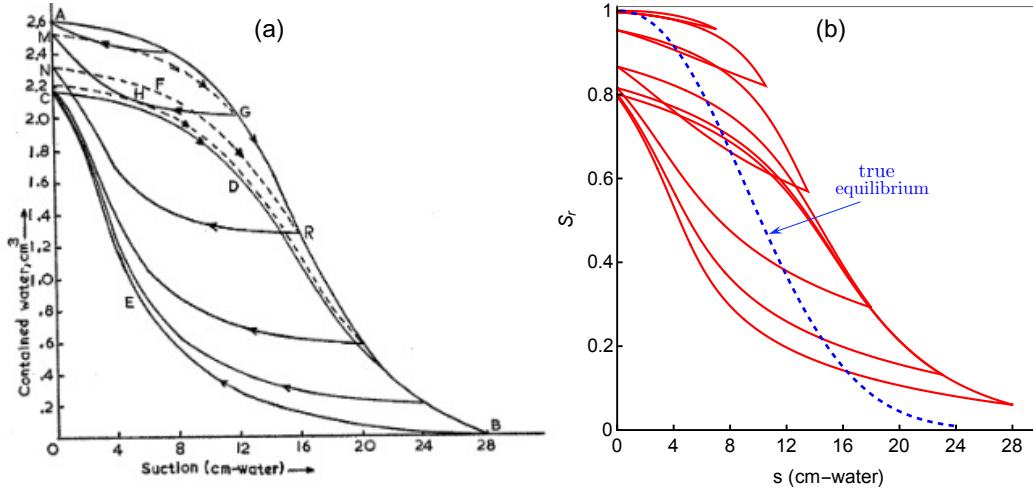 (a)
A
2.6
M
2.4
N
F
2.2
H
C
G
2.0
1.8
D
1.6
1.4
R
1.2
1.0
E
.8
.6
.4
.2
B
Contained water, cm3
0 4 8 12 16 20 24 28
Suction (cm-water)
(b)
1
0.8
true
equilibrium
0.6
Sr
0.4
0.2
0
0 4 8 12 16 20 24 28
s (cm−water)